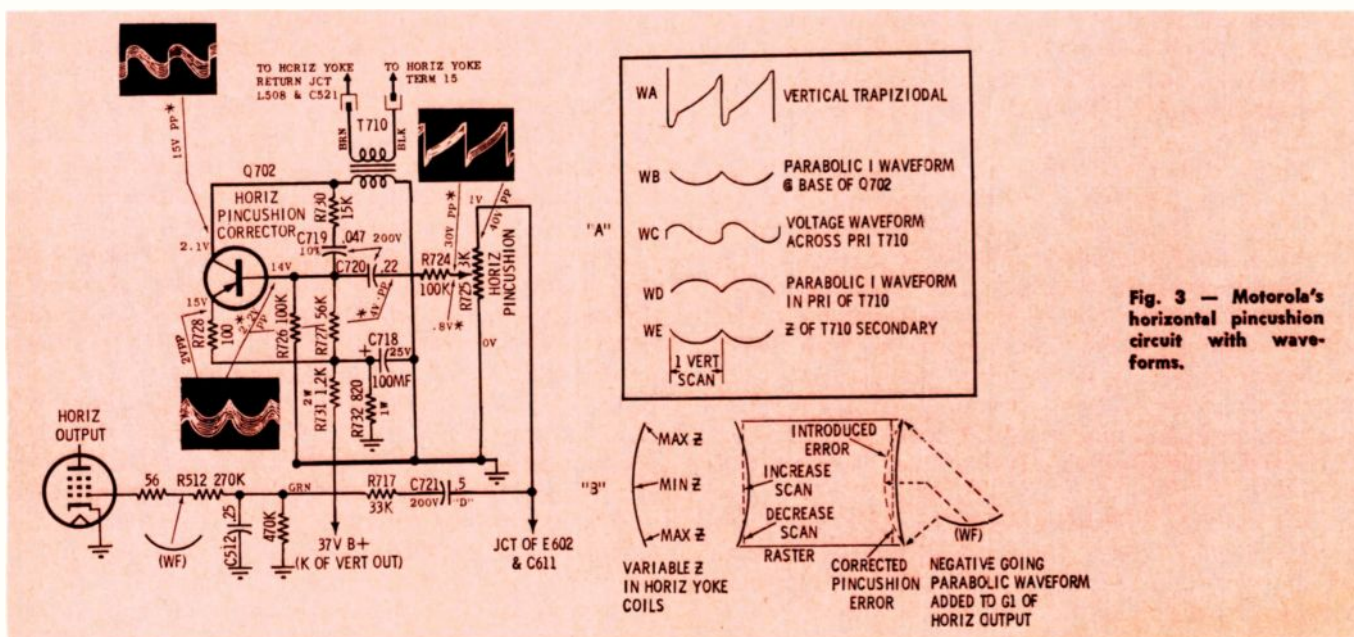 TO HORIZ YOKE
RETURN JCT
L508 & C521
TO HORIZ YOKE
TERM 15
T710
BRN
BLK
15V PP*
Q702
HORIZ
PINCUSHION
CORRECTOR
2.1V
R730
15K
C719 .047
10%
200V
C720 .22
14V
R724
100K
30V PP*
1V
40V PP
R725 3K
HORIZ
PINCUSHION
.8V*
4V PP
*
0V
15V
R728
100
2VPP
2.2V
PP
*
R726 100K
R727 56K
C718
+
25V
100MF
R731 1.2K
2W
R732 820
1W
HORIZ
OUTPUT
56
R512 270K
GRN
R717
33K
C721 .5
200V "D"
(WF)
C512 .25
470K
37V B+
(K OF VERT OUT)
JCT OF E602
& C611
"A"
WA VERTICAL TRAPIZIODAL
WB PARABOLIC I WAVEFORM
@ BASE OF Q702
WC VOLTAGE WAVEFORM
ACROSS PRI T710
WD PARABOLIC I WAVEFORM
IN PRI OF T710
WE Z OF T710 SECONDARY
1 VERT
SCAN
"B"
MAX Z
MIN Z
MAX Z
VARIABLE Z
IN HORIZ YOKE
COILS
INTRODUCED
ERROR
INCREASE
SCAN
DECREASE
SCAN
RASTER
CORRECTED
PINCUSHION
ERROR
(WF)
NEGATIVE GOING
PARABOLIC WAVEFORM
ADDED TO G1 OF
HORIZ OUTPUT
Fig. 3 — Motorola's
horizontal pincushion
circuit with wave-
forms.